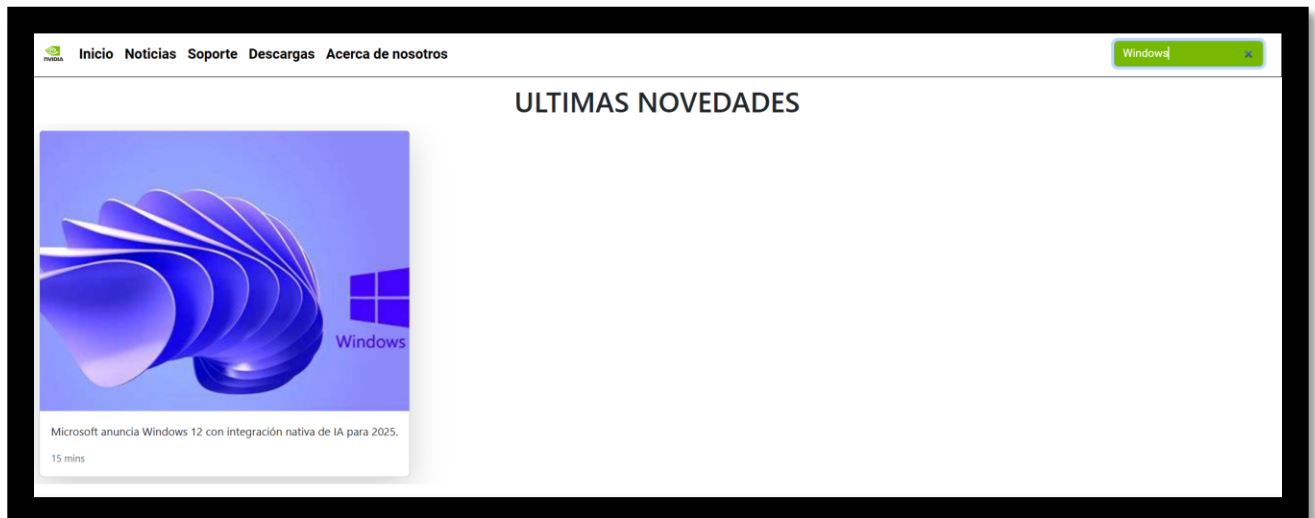 NVIDIA Inicio Noticias Soporte Descargas Acerca de nosotros Windows
ULTIMAS NOVEDADES
Windows
Microsoft anuncia Windows 12 con integración nativa de IA para 2025.
15 mins